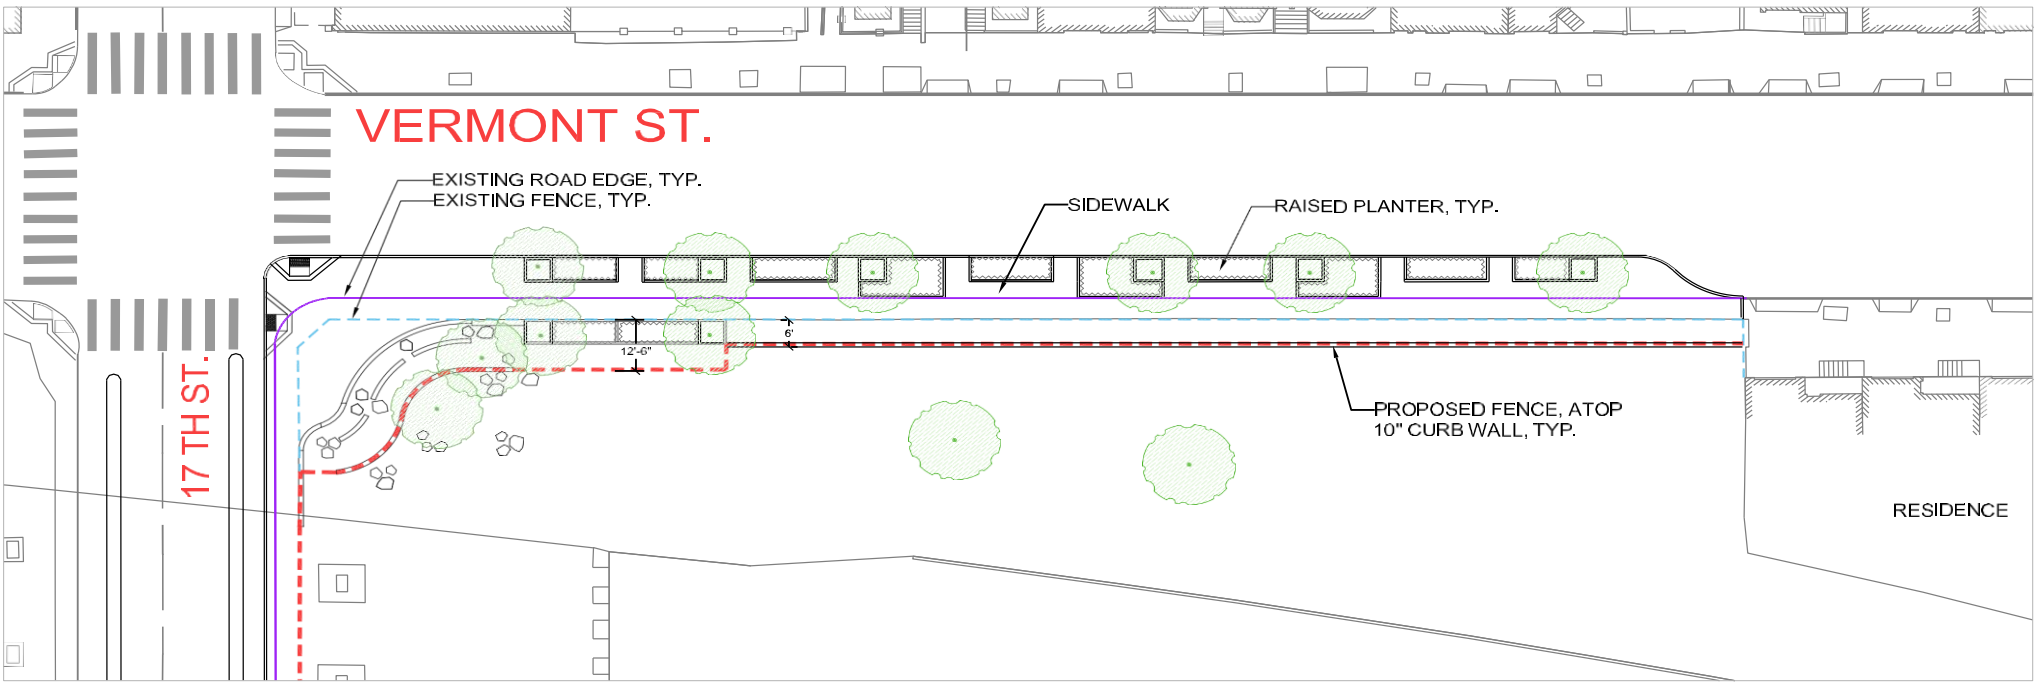 VERMONT ST.
EXISTING ROAD EDGE, TYP.
EXISTING FENCE, TYP.
SIDEWALK
RAISED PLANTER, TYP.
6'
12'-6"
17 TH ST.
PROPOSED FENCE, ATOP
10" CURB WALL, TYP.
RESIDENCE